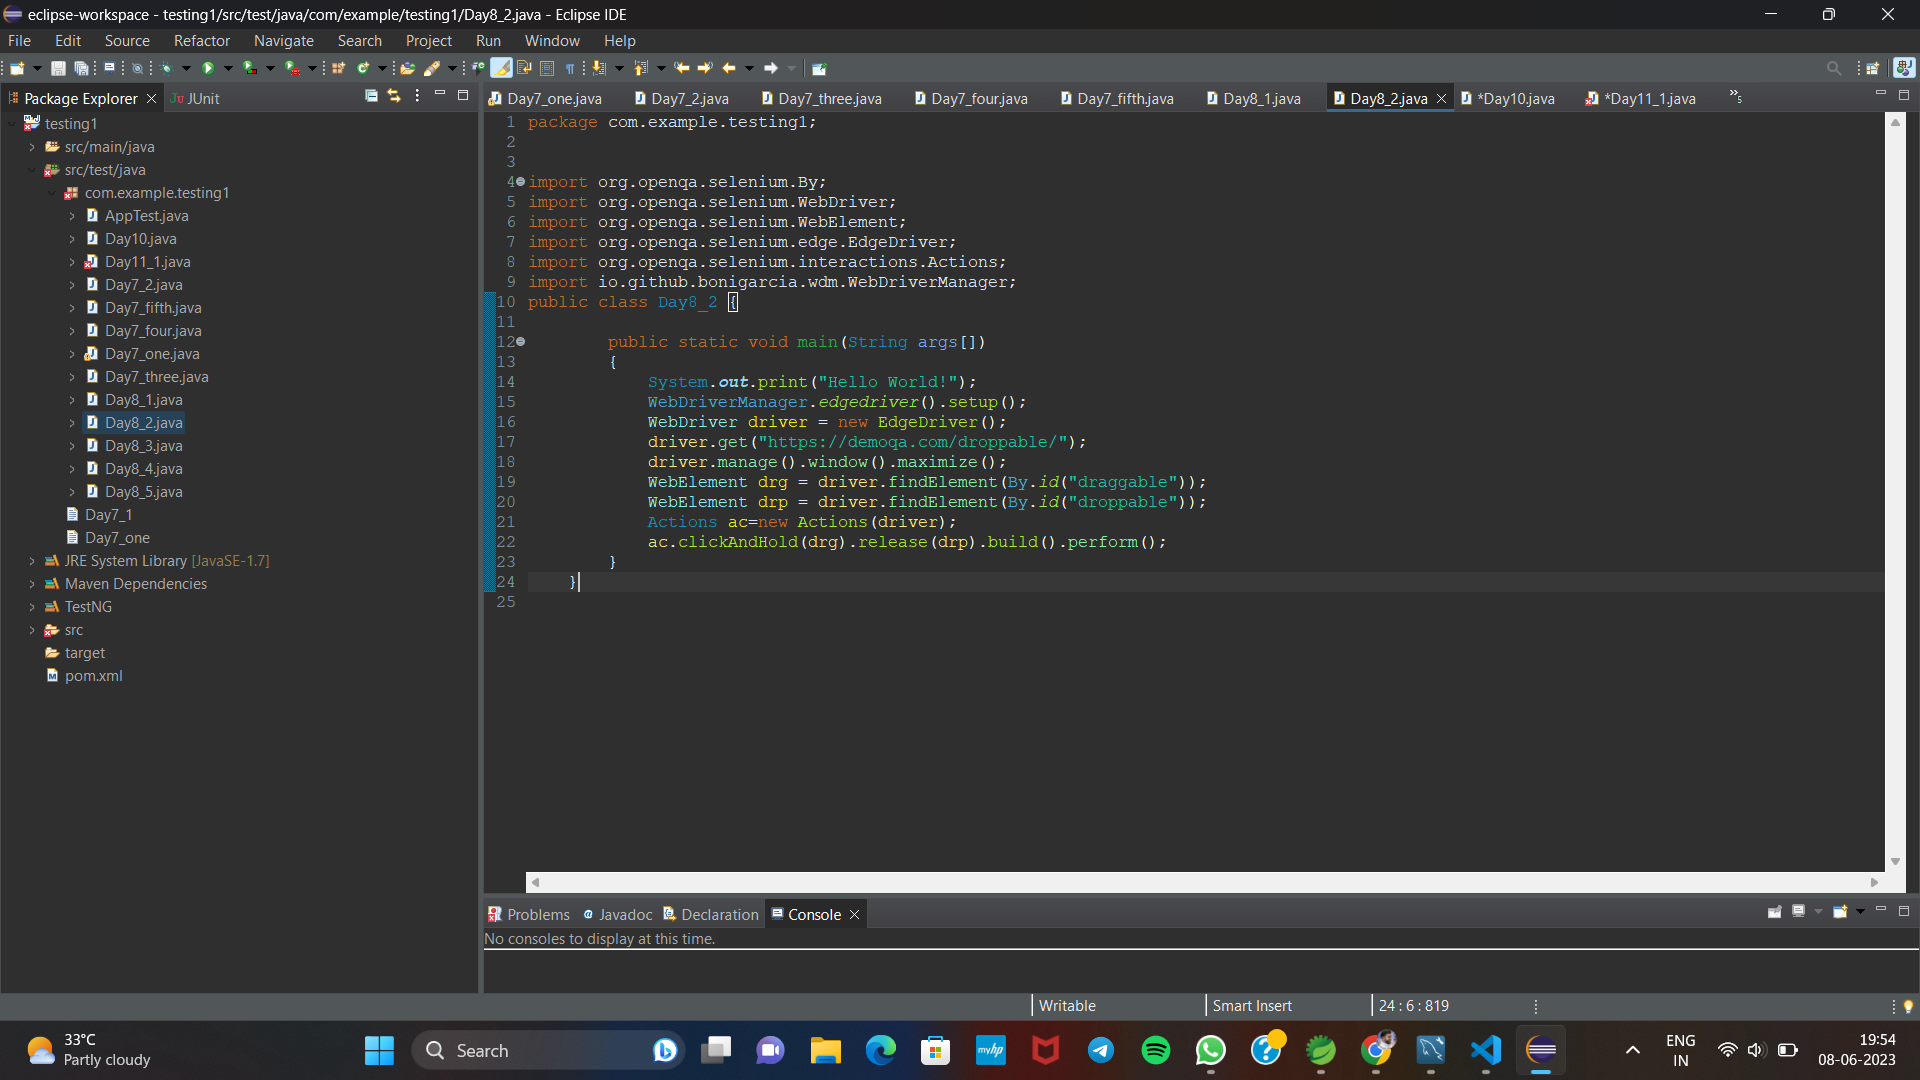 eclipse-workspace - testing1/src/test/java/com/example/testing1/Day8_2.java - Eclipse IDE
File Edit Source Refactor Navigate Search Project Run Window Help
Package Explorer JUnit
Day7_one.java Day7_2.java Day7_three.java Day7_four.java Day7_fifth.java Day8_1.java Day8_2.java *Day10.java *Day11_1.java »5
testing1
src/main/java
src/test/java
com.example.testing1
AppTest.java
Day10.java
Day11_1.java
Day7_2.java
Day7_fifth.java
Day7_four.java
Day7_one.java
Day7_three.java
Day8_1.java
Day8_2.java
Day8_3.java
Day8_4.java
Day8_5.java
Day7_1
Day7_one
JRE System Library [JavaSE-1.7]
Maven Dependencies
TestNG
src
target
pom.xml
1 package com.example.testing1;
2
3
4 import org.openqa.selenium.By;
5 import org.openqa.selenium.WebDriver;
6 import org.openqa.selenium.WebElement;
7 import org.openqa.selenium.edge.EdgeDriver;
8 import org.openqa.selenium.interactions.Actions;
9 import io.github.bonigarcia.wdm.WebDriverManager;
10 public class Day8_2 {
11
12 public static void main(String args[])
13 {
14 System.out.print("Hello World!");
15 WebDriverManager.edgedriver().setup();
16 WebDriver driver = new EdgeDriver();
17 driver.get("https://demoqa.com/droppable/");
18 driver.manage().window().maximize();
19 WebElement drg = driver.findElement(By.id("draggable"));
20 WebElement drp = driver.findElement(By.id("droppable"));
21 Actions ac=new Actions(driver);
22 ac.clickAndHold(drg).release(drp).build().perform();
23 }
24 }
25
Problems Javadoc Declaration Console
No consoles to display at this time.
Writable Smart Insert 24 : 6 : 819
33°C
Partly cloudy
Search
myhp
ENG
IN
19:54
08-06-2023